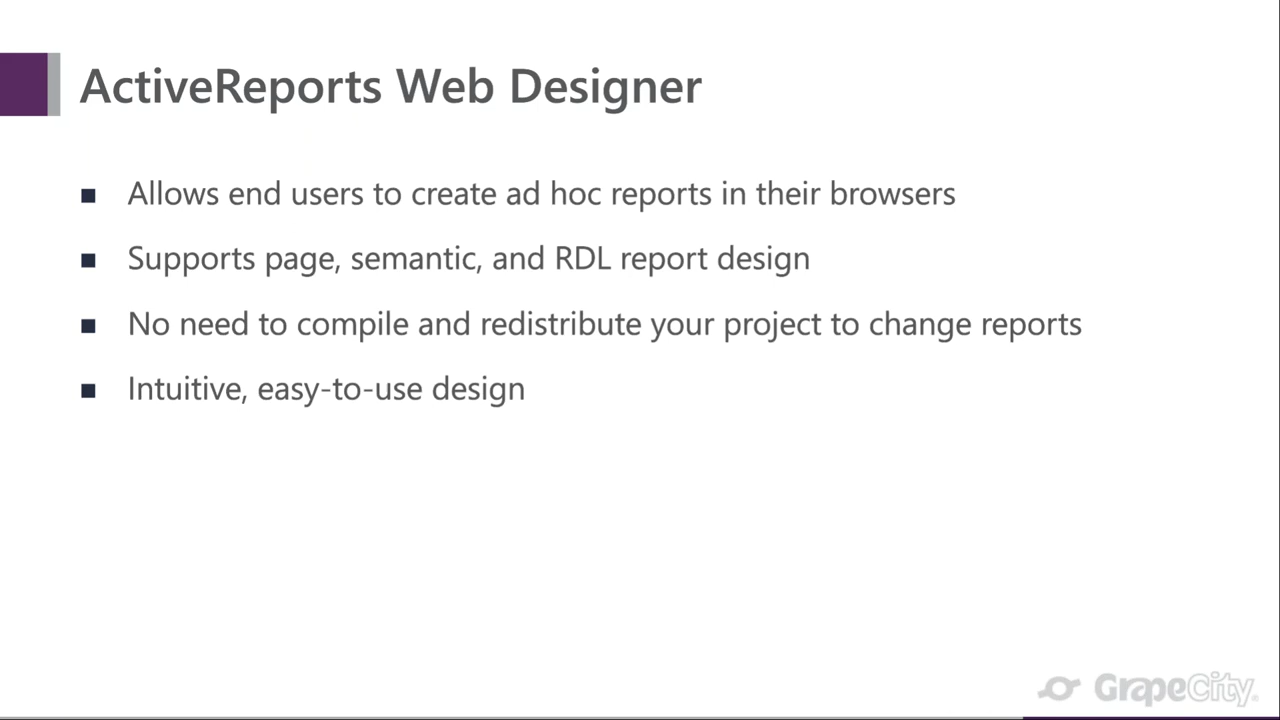 ActiveReports Web Designer
Allows end users to create ad hoc reports in their browsers
Supports page, semantic, and RDL report design
No need to compile and redistribute your project to change reports
Intuitive, easy-to-use design
GrapeCity®